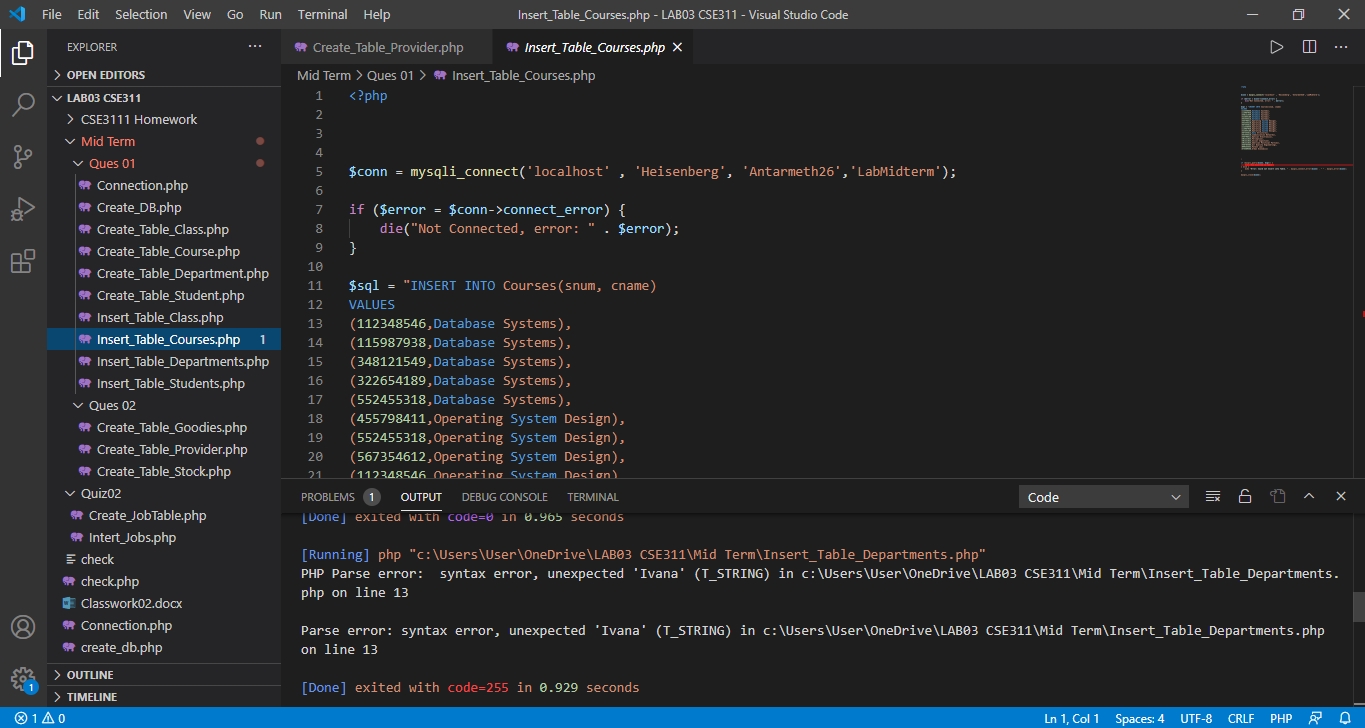 File Edit Selection View Go Run Terminal Help Insert_Table_Courses.php - LAB03 CSE311 - Visual Studio Code
EXPLORER
OPEN EDITORS
LAB03 CSE311
CSE3111 Homework
Mid Term
Ques 01
Connection.php
Create_DB.php
Create_Table_Class.php
Create_Table_Course.php
Create_Table_Department.php
Create_Table_Student.php
Insert_Table_Class.php
Insert_Table_Courses.php 1
Insert_Table_Departments.php
Insert_Table_Students.php
Ques 02
Create_Table_Goodies.php
Create_Table_Provider.php
Create_Table_Stock.php
Quiz02
Create_JobTable.php
Intert_Jobs.php
check
check.php
Classwork02.docx
Connection.php
create_db.php
OUTLINE
TIMELINE
1
Create_Table_Provider.php Insert_Table_Courses.php
Mid Term > Ques 01 > Insert_Table_Courses.php
1 <?php
2
3
4
5 $conn = mysqli_connect('localhost' , 'Heisenberg', 'Antarmeth26','LabMidterm');
6
7 if ($error = $conn->connect_error) {
8 die("Not Connected, error: " . $error);
9 }
10
11 $sql = "INSERT INTO Courses(snum, cname)
12 VALUES
13 (112348546,Database Systems),
14 (115987938,Database Systems),
15 (348121549,Database Systems),
16 (322654189,Database Systems),
17 (552455318,Database Systems),
18 (455798411,Operating System Design),
19 (552455318,Operating System Design),
20 (567354612,Operating System Design),
21 (112348546,Operating System Design),
PROBLEMS 1 OUTPUT DEBUG CONSOLE TERMINAL Code
[Done] exited with code=0 in 0.965 seconds
[Running] php "c:\Users\User\OneDrive\LAB03 CSE311\Mid Term\Insert_Table_Departments.php"
PHP Parse error:  syntax error, unexpected 'Ivana' (T_STRING) in c:\Users\User\OneDrive\LAB03 CSE311\Mid Term\Insert_Table_Departments.
php on line 13
Parse error: syntax error, unexpected 'Ivana' (T_STRING) in c:\Users\User\OneDrive\LAB03 CSE311\Mid Term\Insert_Table_Departments.php
on line 13
[Done] exited with code=255 in 0.929 seconds
1 0 Ln 1, Col 1 Spaces: 4 UTF-8 CRLF PHP